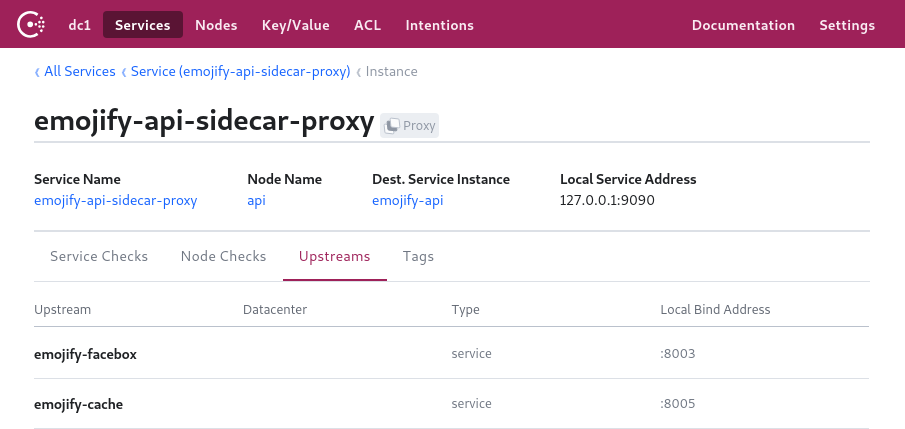 dc1 Services Nodes Key/Value ACL Intentions Documentation Settings
All Services Service (emojify-api-sidecar-proxy) Instance
emojify-api-sidecar-proxy Proxy
Service Name Node Name Dest. Service Instance Local Service Address
emojify-api-sidecar-proxy api emojify-api 127.0.0.1:9090
Service Checks Node Checks Upstreams Tags
Upstream Datacenter Type Local Bind Address
emojify-facebox service :8003
emojify-cache service :8005